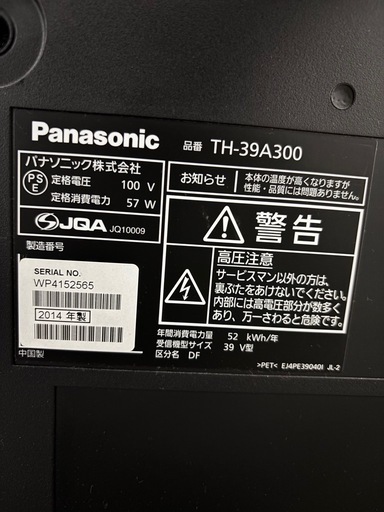 Panasonic 品番 TH-39A300
パナソニック株式会社
PS
E
定格電圧 100 V
定格消費電力 57 W
お知らせ
本体の温度が高くなりますが
性能・品質には問題ありません。
JQA JQ10009
警告
高圧注意
サービスマン以外の方は、
裏ぶたをあけないでください。
内部には高電圧部分が数多く
あり、万一さわると危険です。
製造番号
SERIAL NO.
WP4152565
2014 年製
中国製
年間消費電力量 52 kWh/年
受信機型サイズ 39 V型
区分名 DF
>PET< EJ4PE39040I JL-2